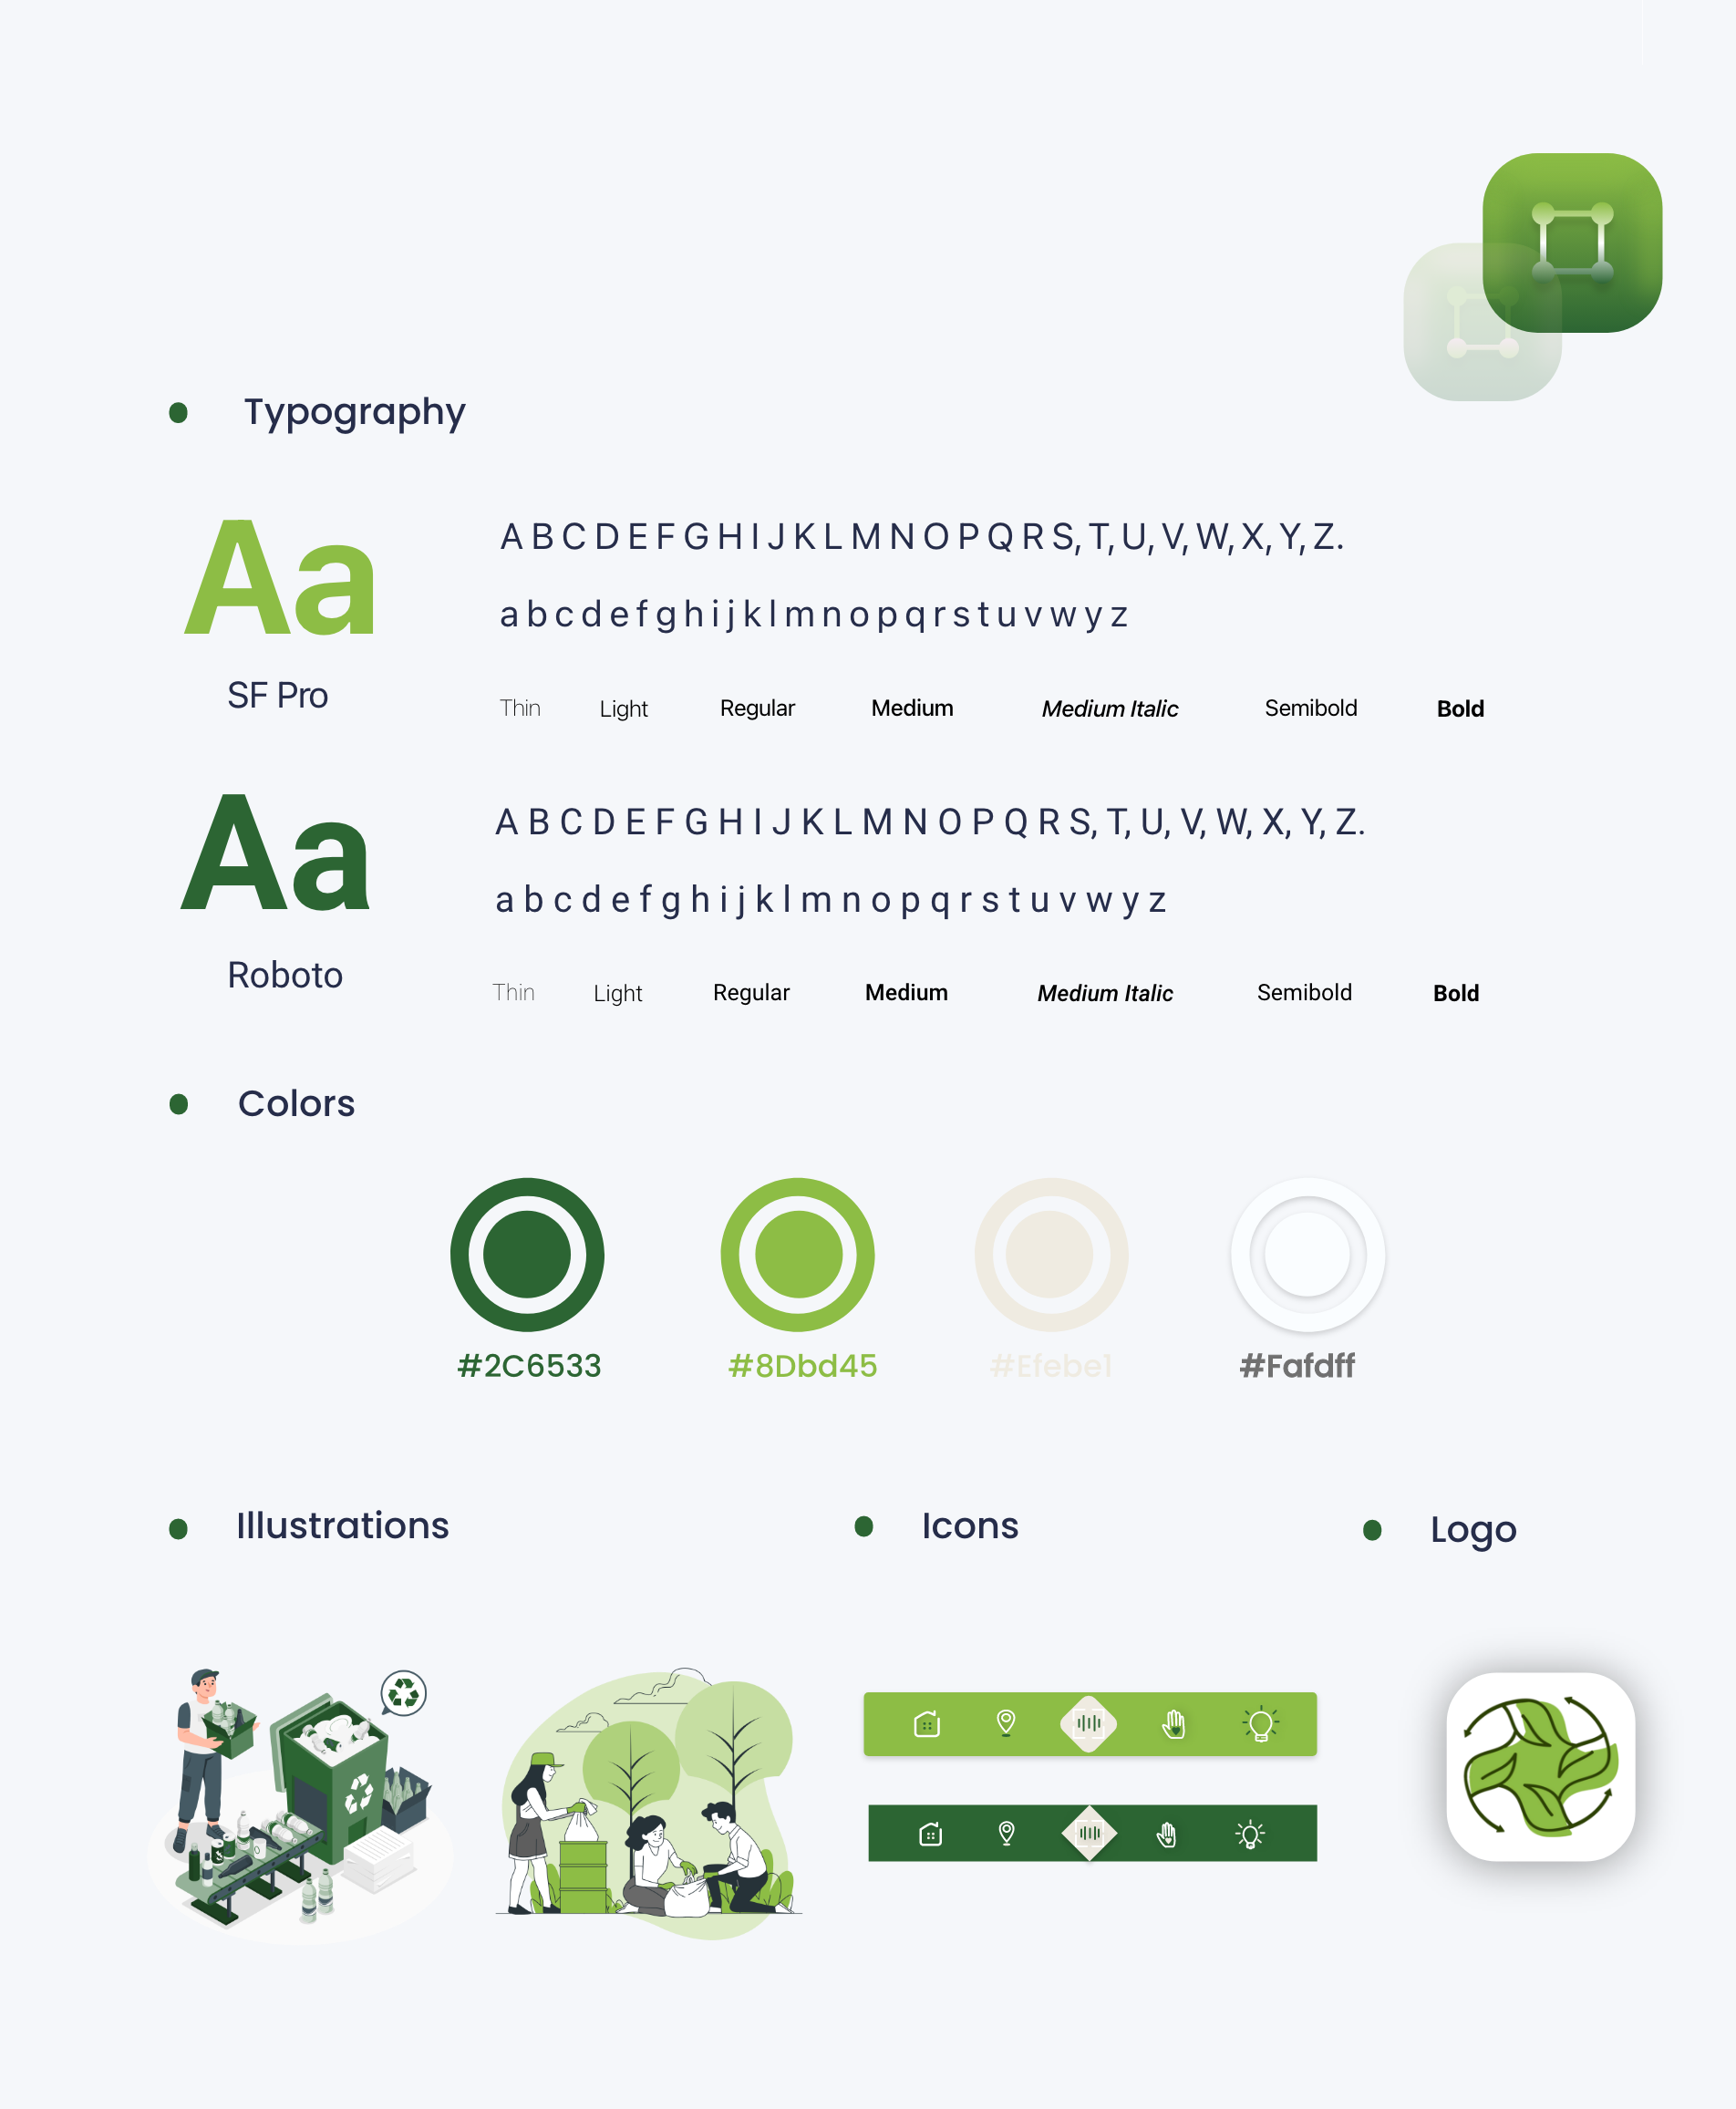 Typography
Aa
SF Pro
A B C D E F G H I J K L M N O P Q R S, T, U, V, W, X, Y, Z.
a b c d e f g h i j k l m n o p q r s t u v w y z
Thin Light Regular Medium Medium Italic Semibold Bold
Aa
Roboto
A B C D E F G H I J K L M N O P Q R S, T, U, V, W, X, Y, Z.
a b c d e f g h i j k l m n o p q r s t u v w y z
Thin Light Regular Medium Medium Italic Semibold Bold
Colors
#2C6533 #8Dbd45 #Efebe1 #Fafdff
Illustrations
Icons
Logo